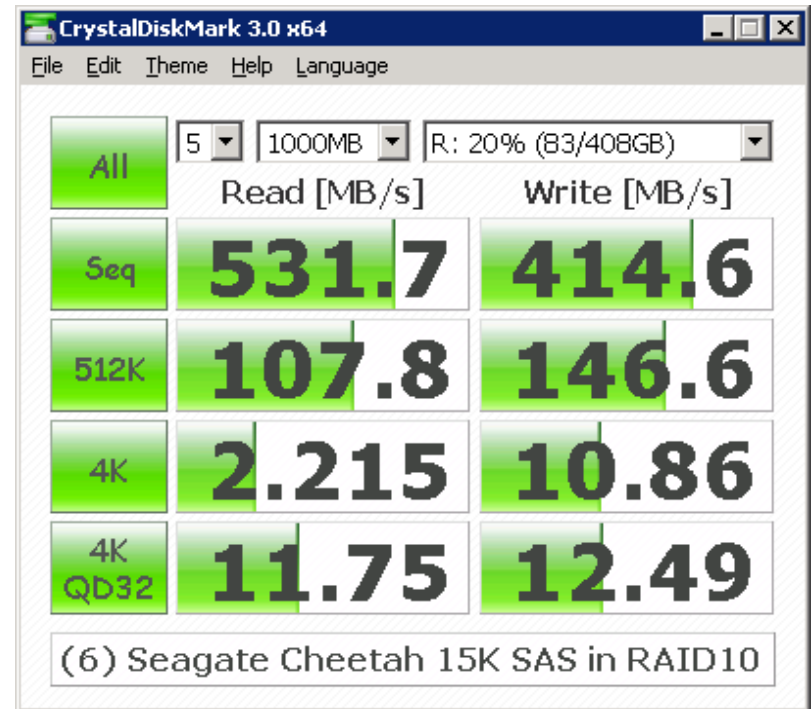 CrystalDiskMark 3.0 x64
File Edit Theme Help Language
All 5 1000MB R: 20% (83/408GB)
Read [MB/s] Write [MB/s]
Seq 531.7 414.6
512K 107.8 146.6
4K 2.215 10.86
4K QD32 11.75 12.49
(6) Seagate Cheetah 15K SAS in RAID10